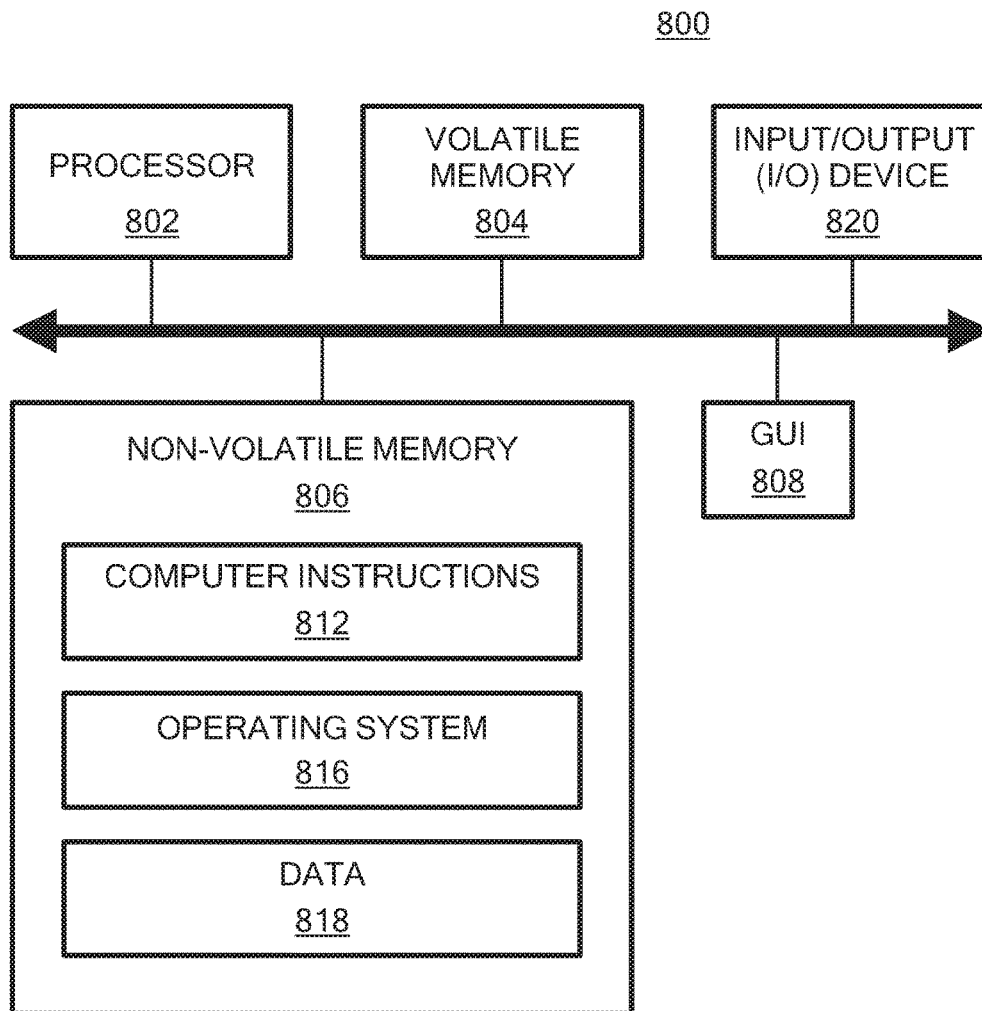 800
PROCESSOR
802
VOLATILE
MEMORY
804
INPUT/OUTPUT
(I/O) DEVICE
820
NON-VOLATILE MEMORY
806
GUI
808
COMPUTER INSTRUCTIONS
812
OPERATING SYSTEM
816
DATA
818